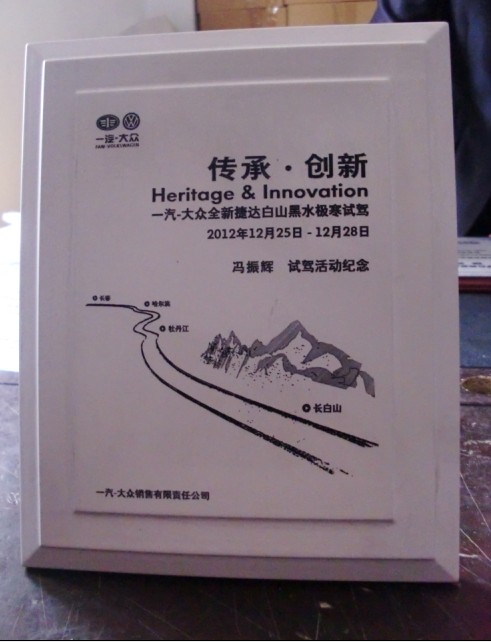 一汽-大众
FAW-VOLKSWAGEN
传承·创新
Heritage & Innovation
一汽-大众全新捷达白山黑水极寒试驾
2012年12月25日-12月28日
冯振辉 试驾活动纪念
长春
哈尔滨
牡丹江
长白山
一汽-大众销售有限责任公司